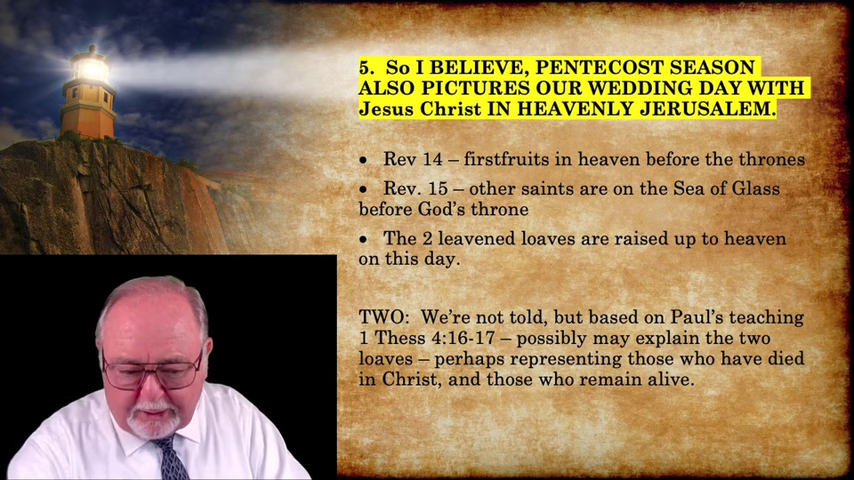 5. So I BELIEVE, PENTECOST SEASON
ALSO PICTURES OUR WEDDING DAY WITH
Jesus Christ IN HEAVENLY JERUSALEM.
• Rev 14 – firstfruits in heaven before the thrones
• Rev. 15 – other saints are on the Sea of Glass
before God's throne
• The 2 leavened loaves are raised up to heaven
on this day.
TWO: We're not told, but based on Paul's teaching
1 Thess 4:16-17 – possibly may explain the two
loaves – perhaps representing those who have died
in Christ, and those who remain alive.